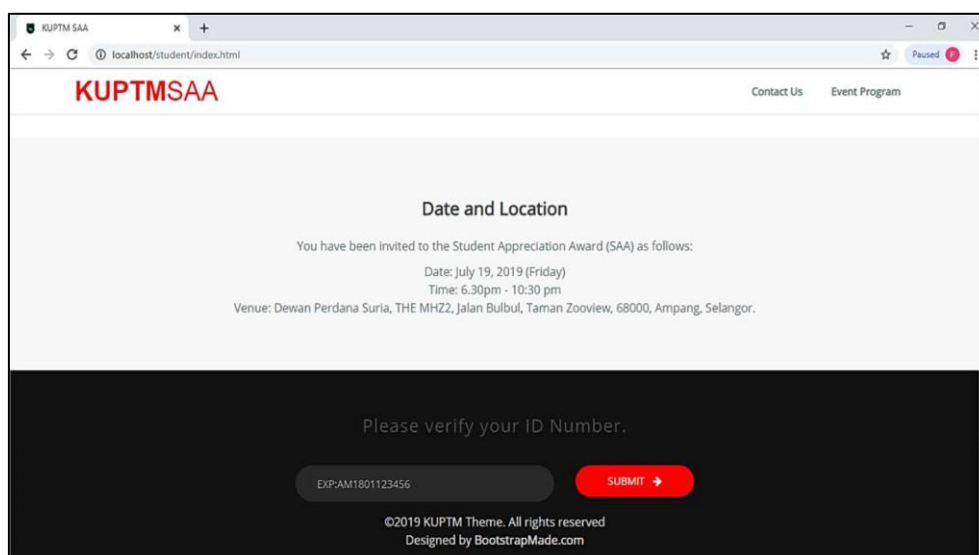 KUPTM SAA
localhost/student/index.html
Paused F
KUPTMSAA
Contact Us Event Program
Date and Location
You have been invited to the Student Appreciation Award (SAA) as follows:
Date: July 19, 2019 (Friday)
Time: 6.30pm - 10:30 pm
Venue: Dewan Perdana Suria, THE MHZ2, Jalan Bulbul, Taman Zooview, 68000, Ampang, Selangor.
Please verify your ID Number.
EXP:AM1801123456
SUBMIT
©2019 KUPTM Theme. All rights reserved
Designed by BootstrapMade.com